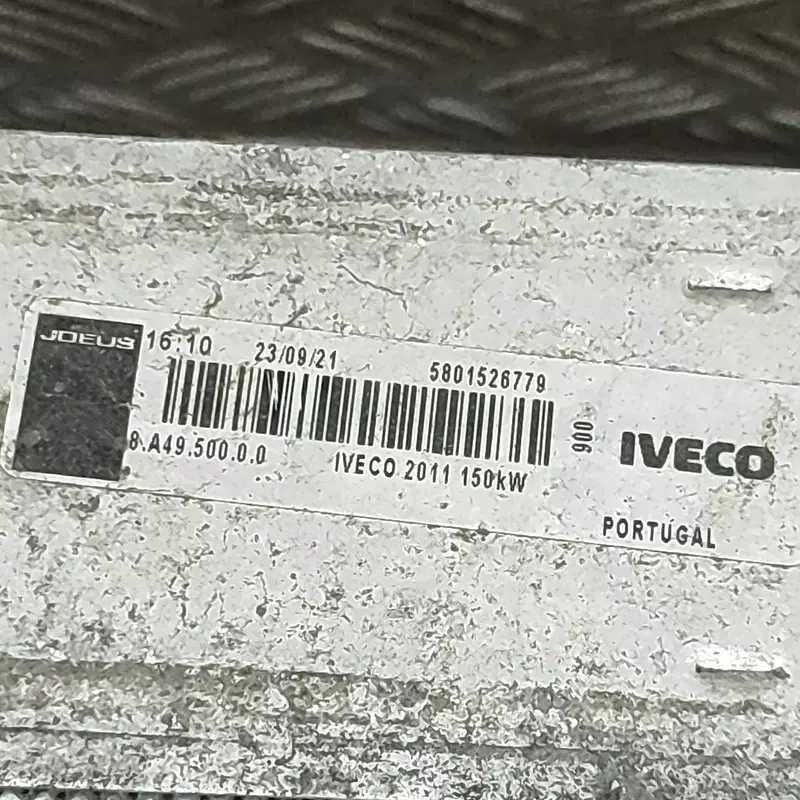 JDEUS 16:10 23/09/21 5801526779
8.A49.500.0.0 IVECO 2011 150kW
900
IVECO
PORTUGAL